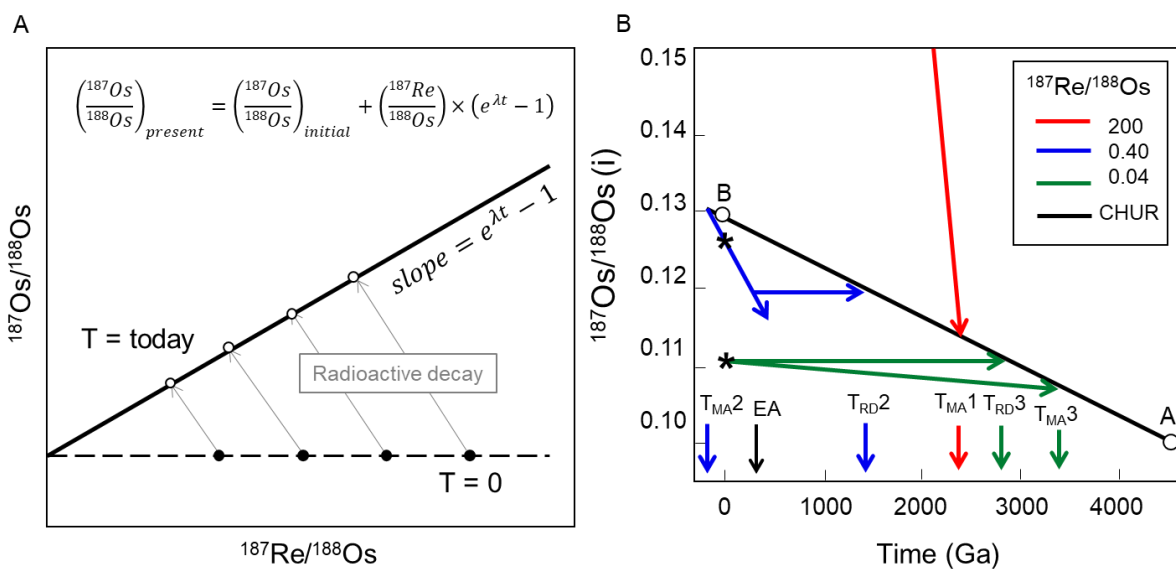 A
(¹⁸⁷Os/¹⁸⁸Os)present = (¹⁸⁷Os/¹⁸⁸Os)initial + (¹⁸⁷Re/¹⁸⁸Os) × (e^λt − 1)
¹⁸⁷Os/¹⁸⁸Os
slope = e^λt − 1
T = today
Radioactive decay
T = 0
¹⁸⁷Re/¹⁸⁸Os
B
¹⁸⁷Os/¹⁸⁸Os (i)
0.15
0.14
0.13
0.12
0.11
0.10
¹⁸⁷Re/¹⁸⁸Os
200
0.40
0.04
CHUR
B
*
*
A
TMA2
EA
TRD2
TMA1
TRD3
TMA3
0 1000 2000 3000 4000
Time (Ga)